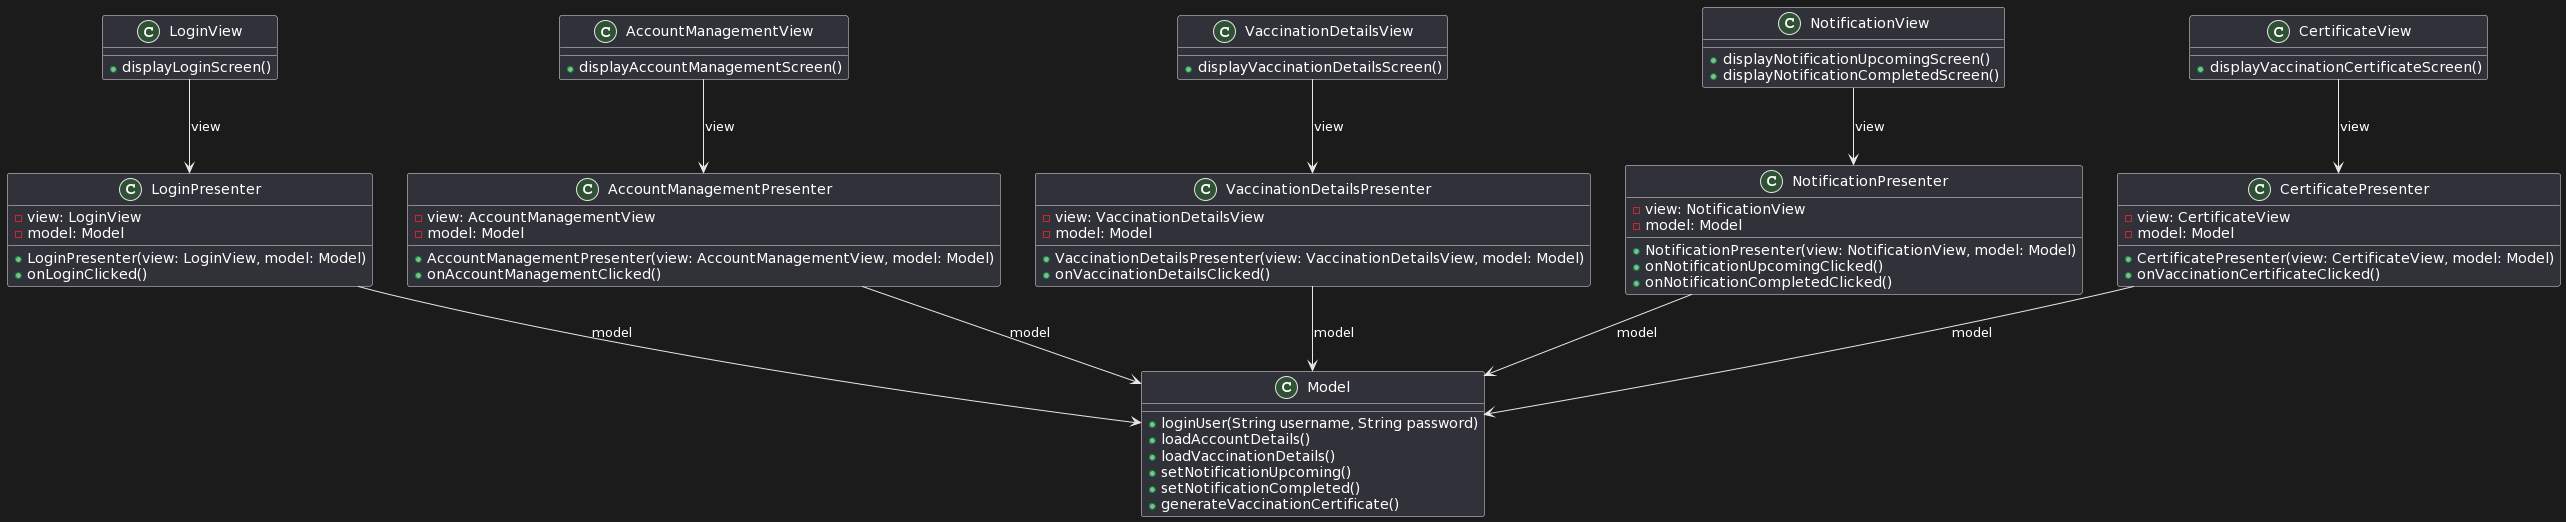 C LoginView
displayLoginScreen()
C AccountManagementView
displayAccountManagementScreen()
C VaccinationDetailsView
displayVaccinationDetailsScreen()
C NotificationView
displayNotificationUpcomingScreen()
displayNotificationCompletedScreen()
C CertificateView
displayVaccinationCertificateScreen()
view
view
view
view
view
C LoginPresenter
view: LoginView
model: Model
LoginPresenter(view: LoginView, model: Model)
onLoginClicked()
C AccountManagementPresenter
view: AccountManagementView
model: Model
AccountManagementPresenter(view: AccountManagementView, model: Model)
onAccountManagementClicked()
C VaccinationDetailsPresenter
view: VaccinationDetailsView
model: Model
VaccinationDetailsPresenter(view: VaccinationDetailsView, model: Model)
onVaccinationDetailsClicked()
C NotificationPresenter
view: NotificationView
model: Model
NotificationPresenter(view: NotificationView, model: Model)
onNotificationUpcomingClicked()
onNotificationCompletedClicked()
C CertificatePresenter
view: CertificateView
model: Model
CertificatePresenter(view: CertificateView, model: Model)
onVaccinationCertificateClicked()
model
model
model
model
model
C Model
loginUser(String username, String password)
loadAccountDetails()
loadVaccinationDetails()
setNotificationUpcoming()
setNotificationCompleted()
generateVaccinationCertificate()